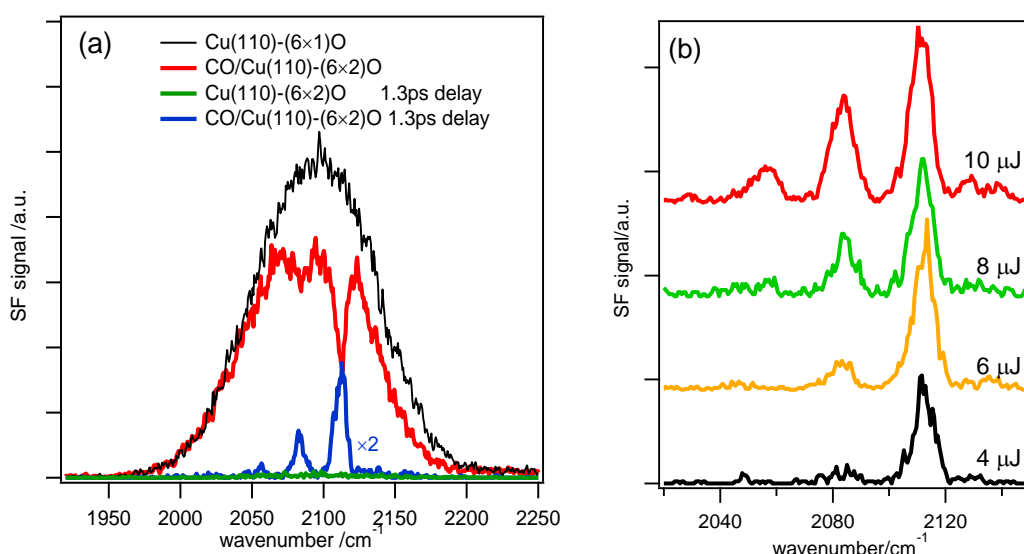 (a)
Cu(110)-(6×1)O
CO/Cu(110)-(6×2)O
Cu(110)-(6×2)O 1.3ps delay
CO/Cu(110)-(6×2)O 1.3ps delay
×2
SF signal /a.u.
1950 2000 2050 2100 2150 2200 2250
wavenumber /cm-1
(b)
10 μJ
8 μJ
6 μJ
4 μJ
SF signal/a.u.
2040 2080 2120
wavenumber/cm-1